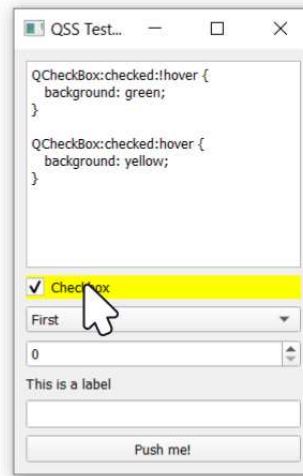 QSS Test...
QCheckBox:checked:!hover {
background: green;
}
QCheckBox:checked:hover {
background: yellow;
}
Checkbox
First
0
This is a label
Push me!